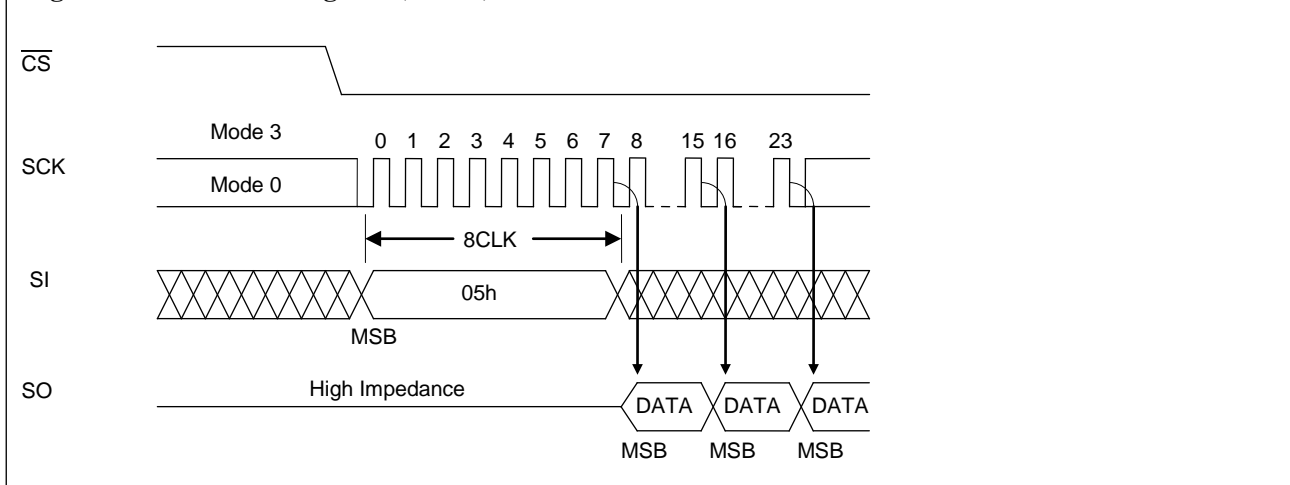 CS
Mode 3
0 1 2 3 4 5 6 7 8 15 16 23
SCK
Mode 0
8CLK
SI
05h
MSB
SO
High Impedance
DATA DATA DATA
MSB MSB MSB